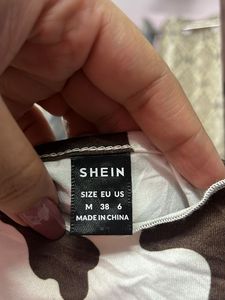 SHEIN
SIZE EU US
M 38 6
MADE IN CHINA